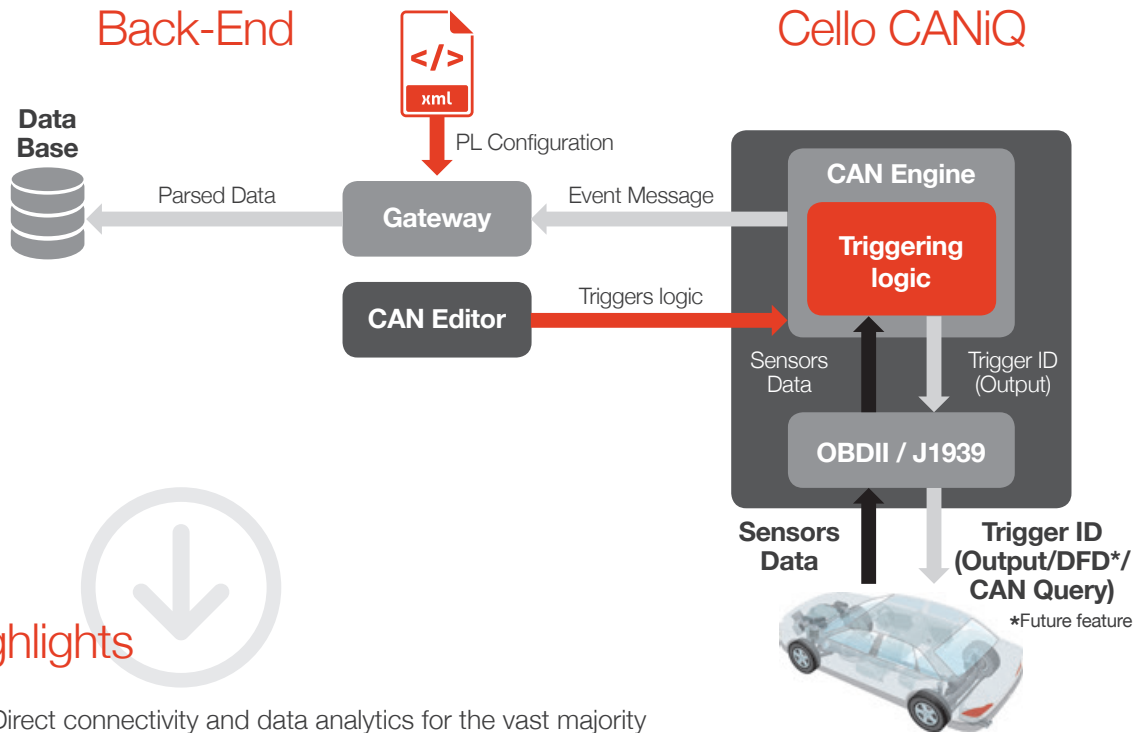 Back-End
Cello CANiQ
</>
xml
Data
Base
PL Configuration
Parsed Data
Gateway
Event Message
CAN Engine
Triggering
logic
CAN Editor
Triggers logic
Sensors
Data
Trigger ID
(Output)
OBDII / J1939
Sensors
Data
Trigger ID
(Output/DFD*/
CAN Query)
*Future feature
ghlights
Direct connectivity and data analytics for the vast majority